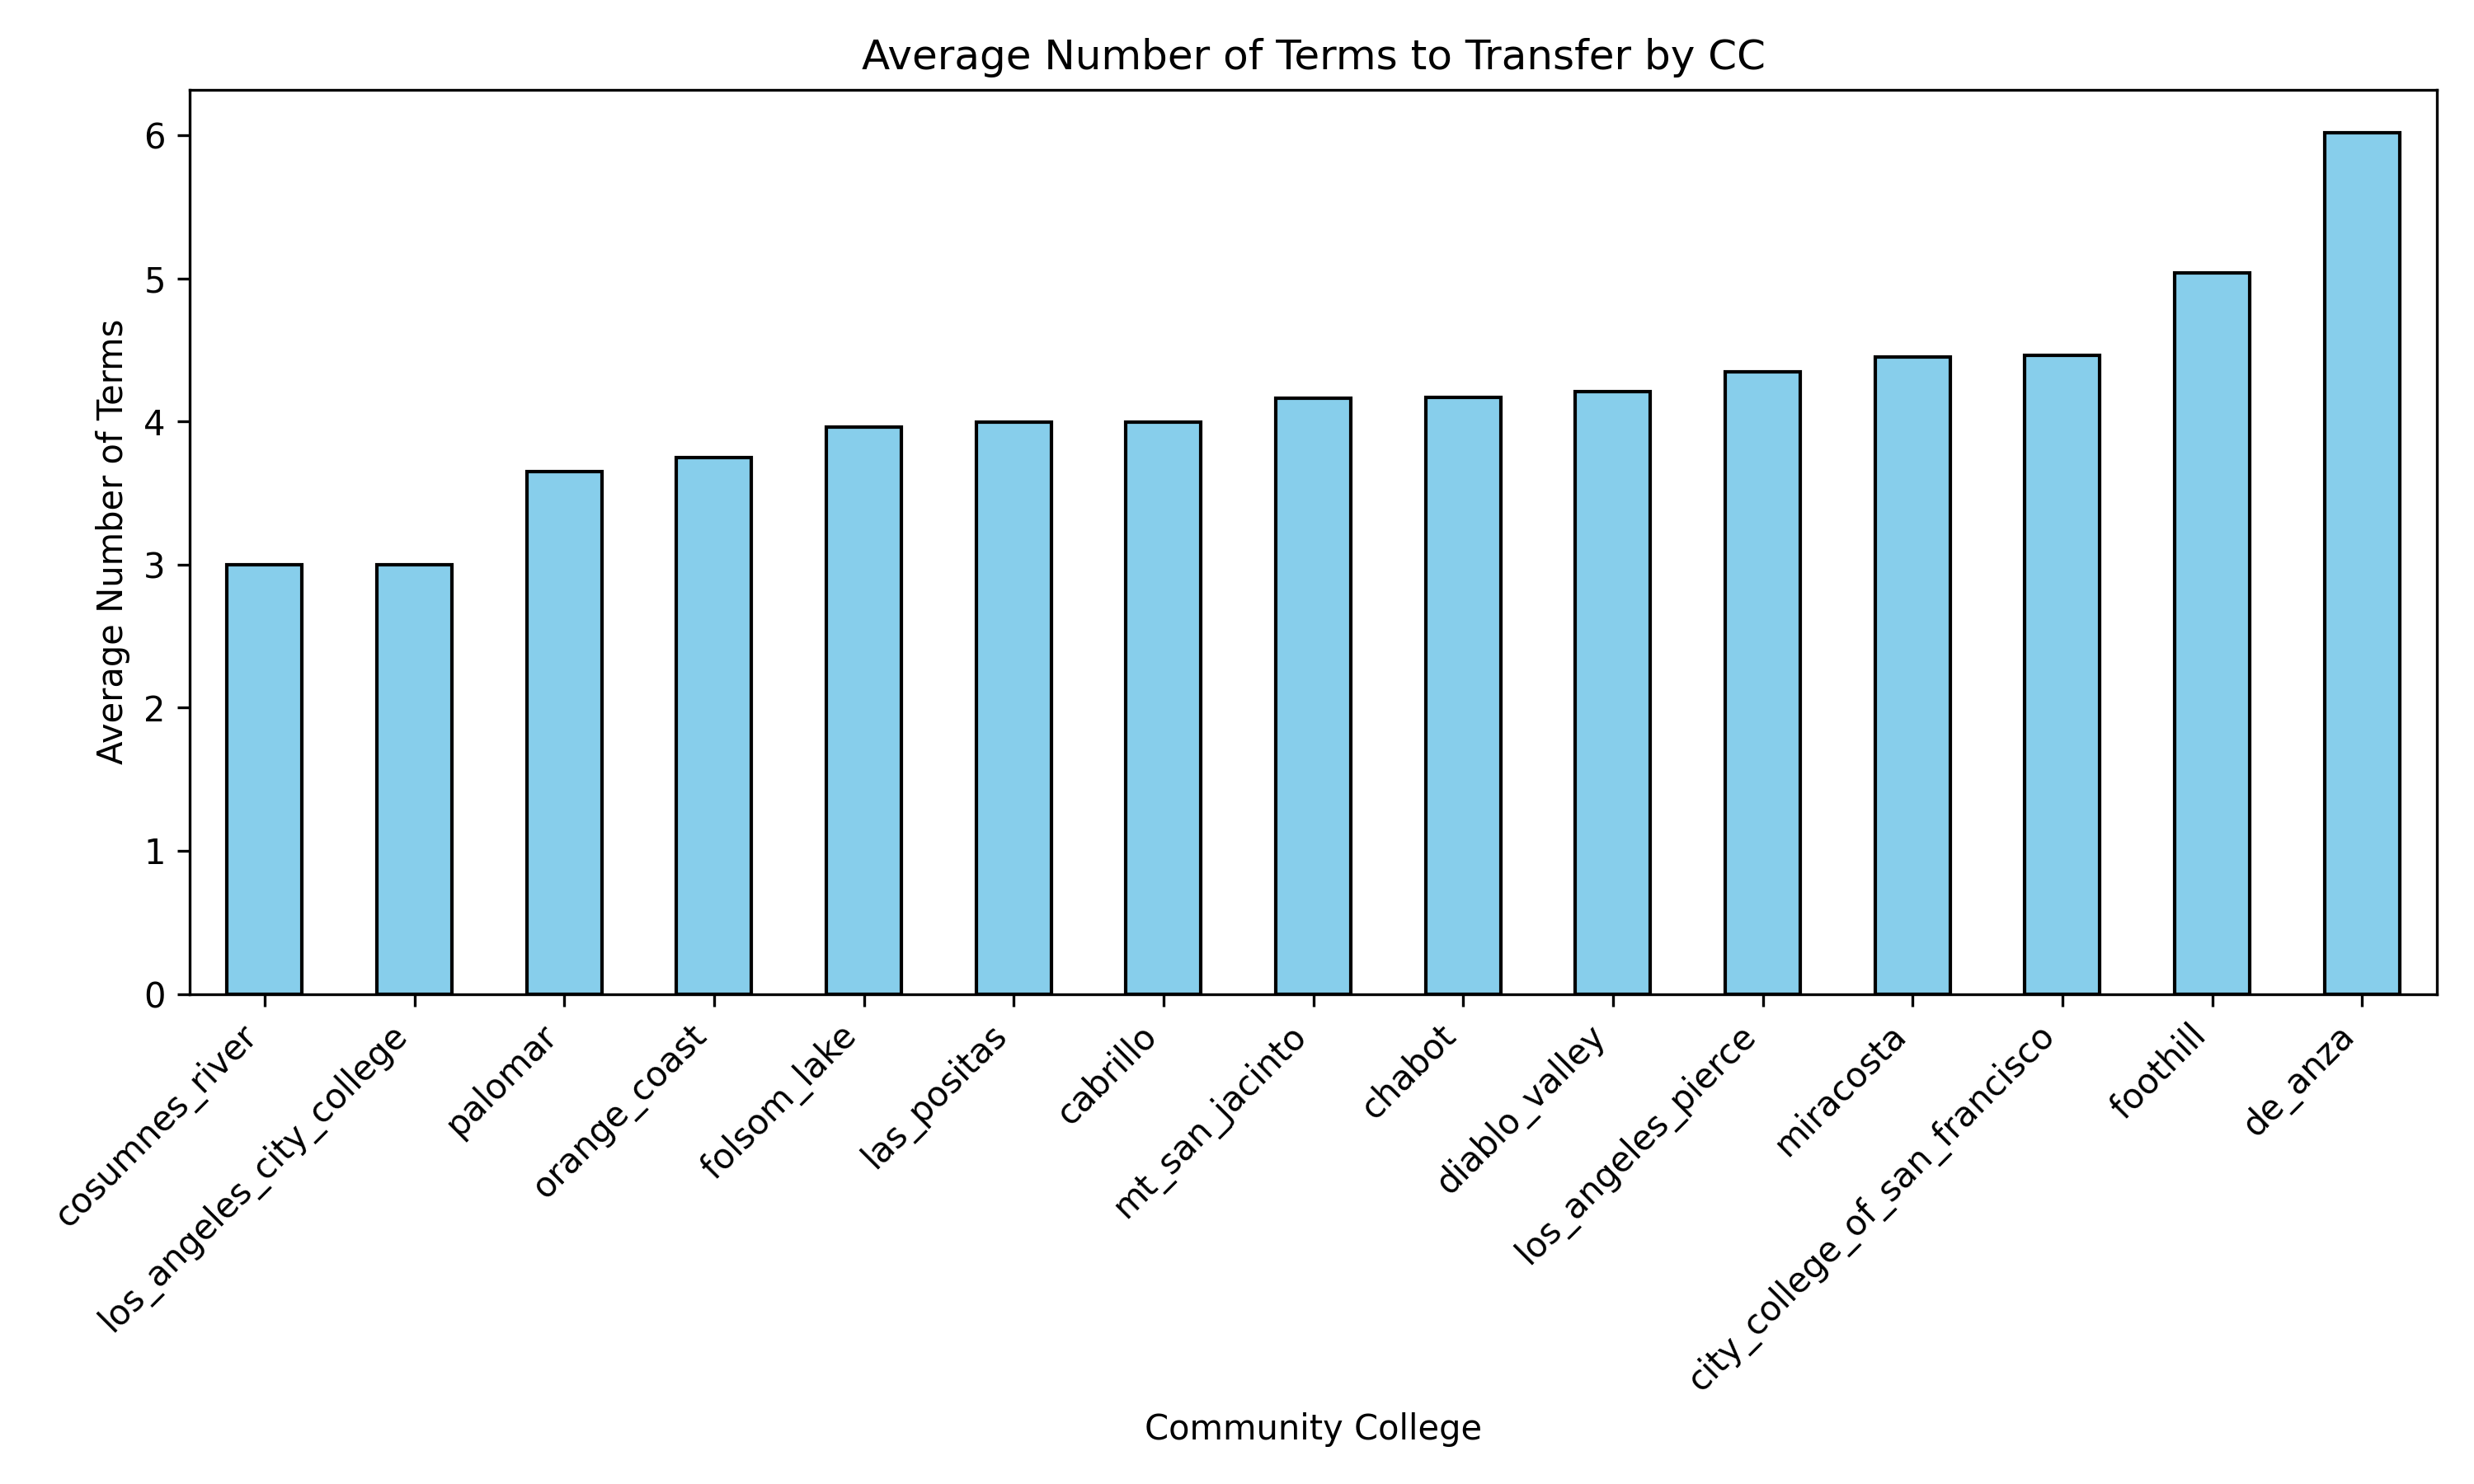 Average Number of Terms to Transfer by CC
Average Number of Terms
6
5
4
3
2
1
0
cosumnes_river
los_angeles_city_college
palomar
orange_coast
folsom_lake
las_positas
cabrillo
mt_san_jacinto
chabot
diablo_valley
los_angeles_pierce
miracosta
city_college_of_san_francisco
foothill
de_anza
Community College